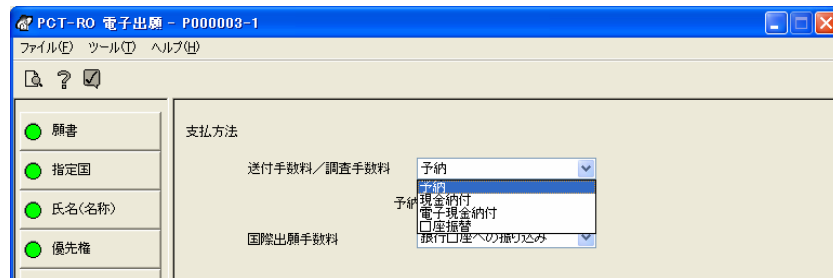 PCT-RO 電子出願 - P000003-1
ファイル(F) ツール(T) ヘルプ(H)
願書
支払方法
指定国
送付手数料／調査手数料 予納
予納
現金納付
電子現金納付
口座振替
氏名(名称)
予納
国際出願手数料 銀行口座への振り込み
優先権